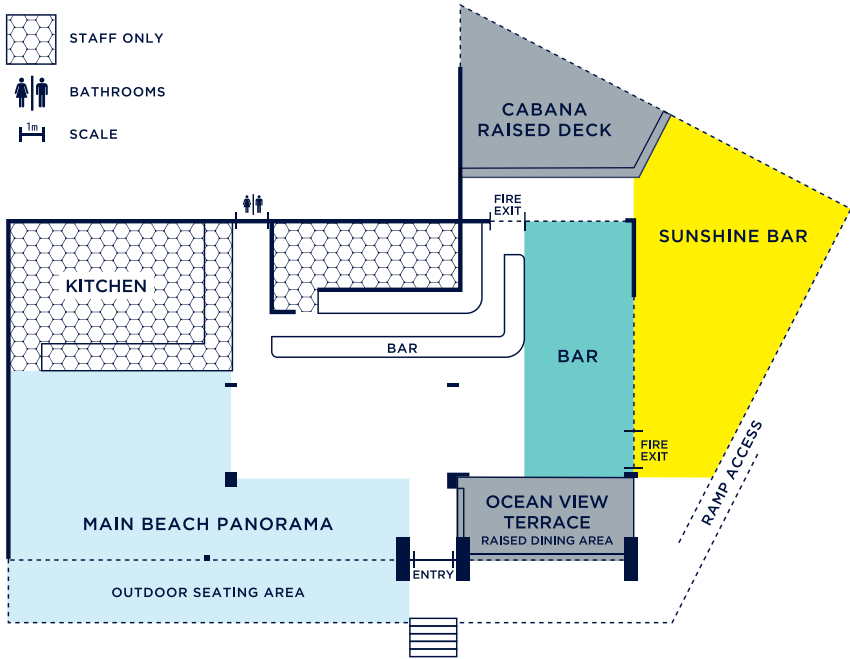 STAFF ONLY
BATHROOMS
1m
SCALE
CABANA
RAISED DECK
FIRE
EXIT
SUNSHINE BAR
KITCHEN
BAR
BAR
FIRE
EXIT
RAMP ACCESS
OCEAN VIEW
TERRACE
RAISED DINING AREA
MAIN BEACH PANORAMA
ENTRY
OUTDOOR SEATING AREA